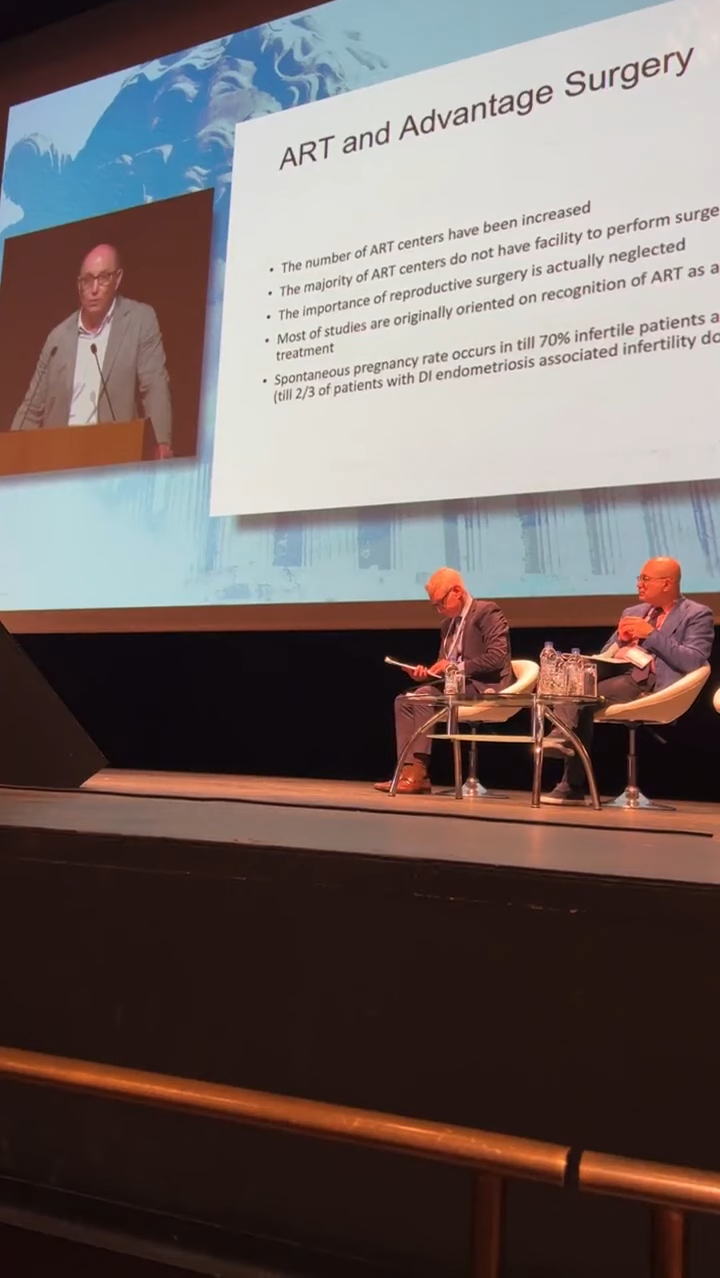 ART and Advantage Surgery
• The number of ART centers have been increased
• The majority of ART centers do not have facility to perform surge
• The importance of reproductive surgery is actually neglected
• Most of studies are originally oriented on recognition of ART as a
treatment
• Spontaneous pregnancy rate occurs in till 70% infertile patients a
(till 2/3 of patients with DI endometriosis associated infertility do